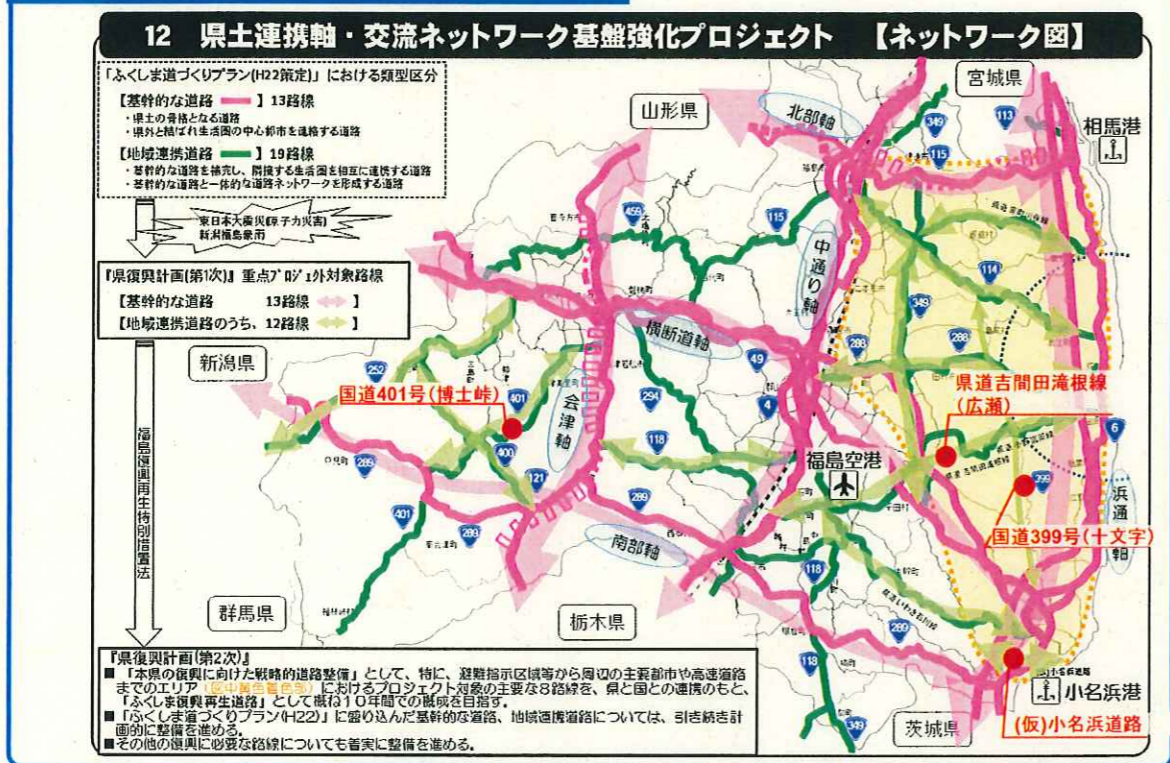 12 県土連携軸・交流ネットワーク基盤強化プロジェクト 【ネットワーク図】
「ふくしま道づくりプラン(H22策定)」における類型区分
【基幹的な道路 】13路線
・県土の骨格となる道路
・県外と結ばれ生活圏の中心都市を連絡する道路
【地域連携道路 】19路線
・基幹的な道路を補完し、隣接する生活圏を相互に連携する道路
・基幹的な道路と一体的な道路ネットワークを形成する道路
東日本大震災(原子力災害)
新潟福島豪雨
『県復興計画(第1次)』重点プロジェクト対象路線
【基幹的な道路 13路線 】
【地域連携道路のうち、12路線 】
福島復興再生特別措置法
山形県
北部軸
宮城県
相馬港
349
113
115
459
115
中通り軸
114
349
288
288
横断道軸
49
4
新潟県
252
国道401号(博士峠)
401
会津軸
294
118
400
121
289
401
289
289
南部軸
福島空港
県道吉間田滝根線
(広瀬)
県道吉間田滝根線
6
399
浜通り軸
国道399号(十文字)
118
289
118
349
群馬県
栃木県
茨城県
小名浜港
(仮)小名浜道路
『県復興計画(第2次)』
■「本県の復興に向けた戦略的道路整備」として、特に、避難指示区域等から周辺の主要都市や高速道路
までのエリア(図中黄色着色部)におけるプロジェクト対象の主要な8路線を、県と国との連携のもと、
「ふくしま復興再生道路」として概ね10年間での概成を目指す。
■「ふくしま道づくりプラン(H22)」に盛り込んだ基幹的な道路、地域連携道路については、引き続き計
画的に整備を進める。
■その他の復興に必要な路線についても着実に整備を進める。